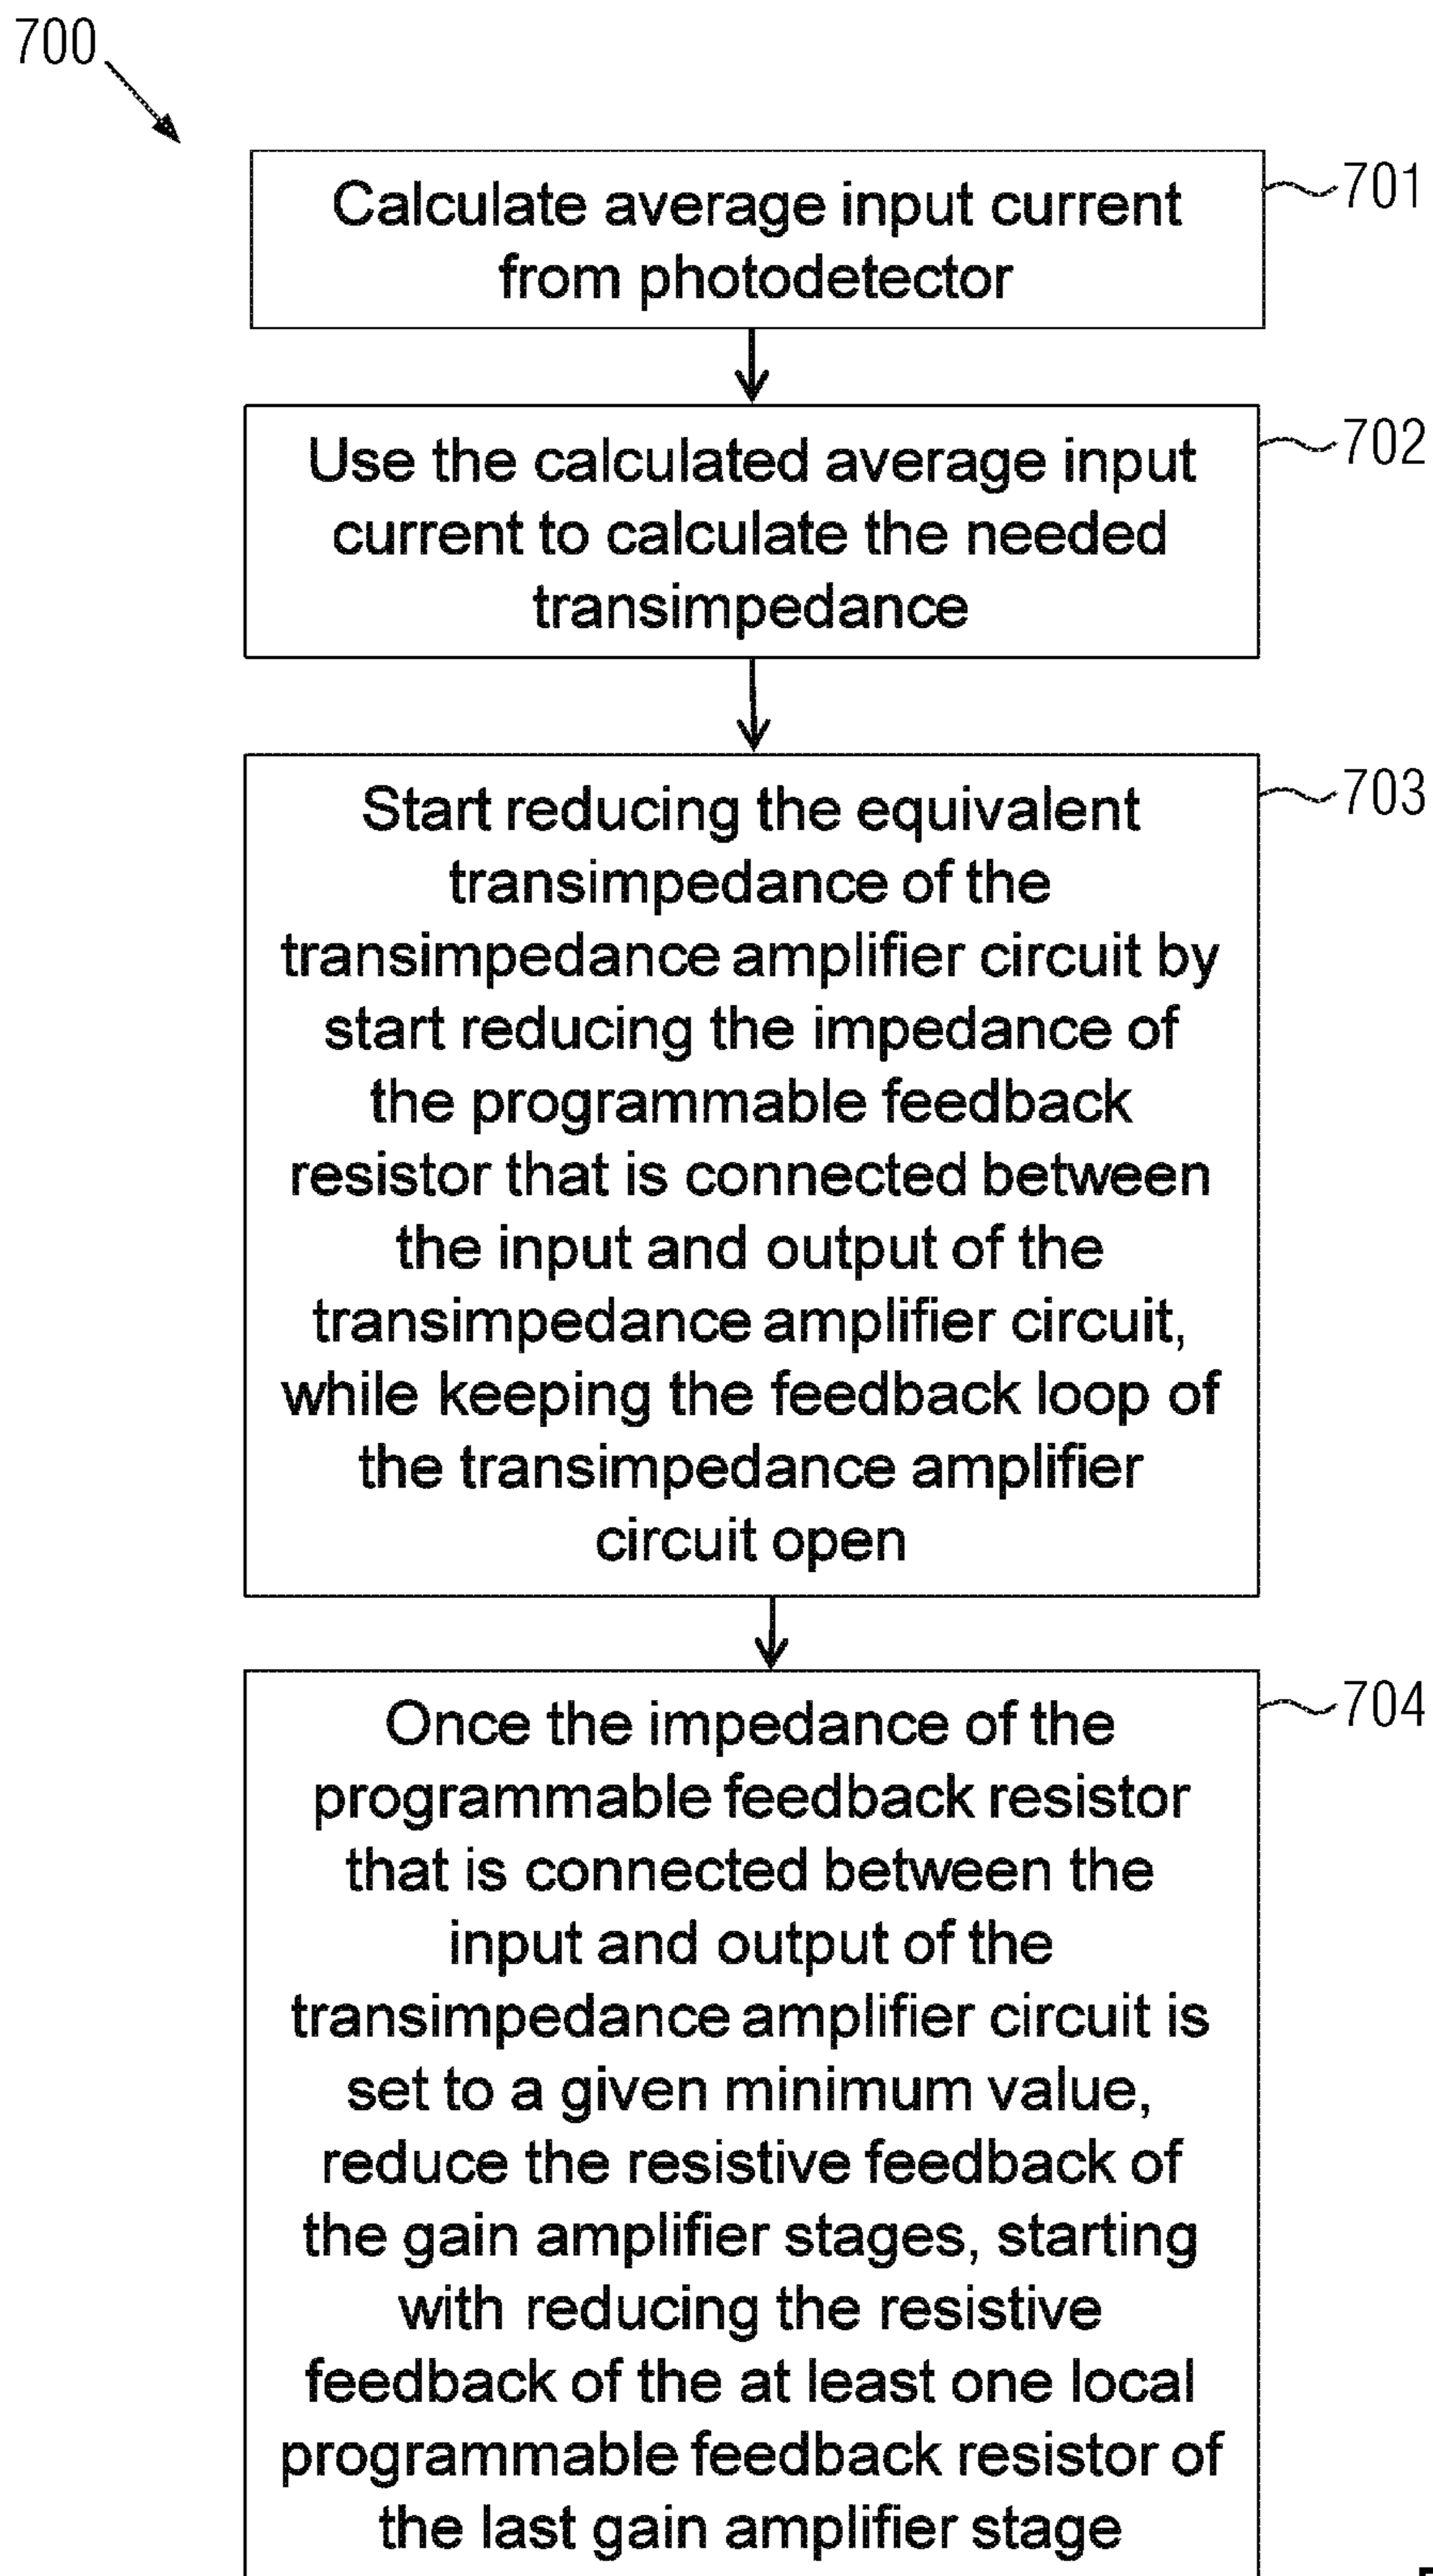 700
Calculate average input current
from photodetector
701
Use the calculated average input
current to calculate the needed
transimpedance
702
Start reducing the equivalent
transimpedance of the
transimpedance amplifier circuit by
start reducing the impedance of
the programmable feedback
resistor that is connected between
the input and output of the
transimpedance amplifier circuit,
while keeping the feedback loop of
the transimpedance amplifier
circuit open
703
Once the impedance of the
programmable feedback resistor
that is connected between the
input and output of the
transimpedance amplifier circuit is
set to a given minimum value,
reduce the resistive feedback of
the gain amplifier stages, starting
with reducing the resistive
feedback of the at least one local
programmable feedback resistor of
the last gain amplifier stage
704